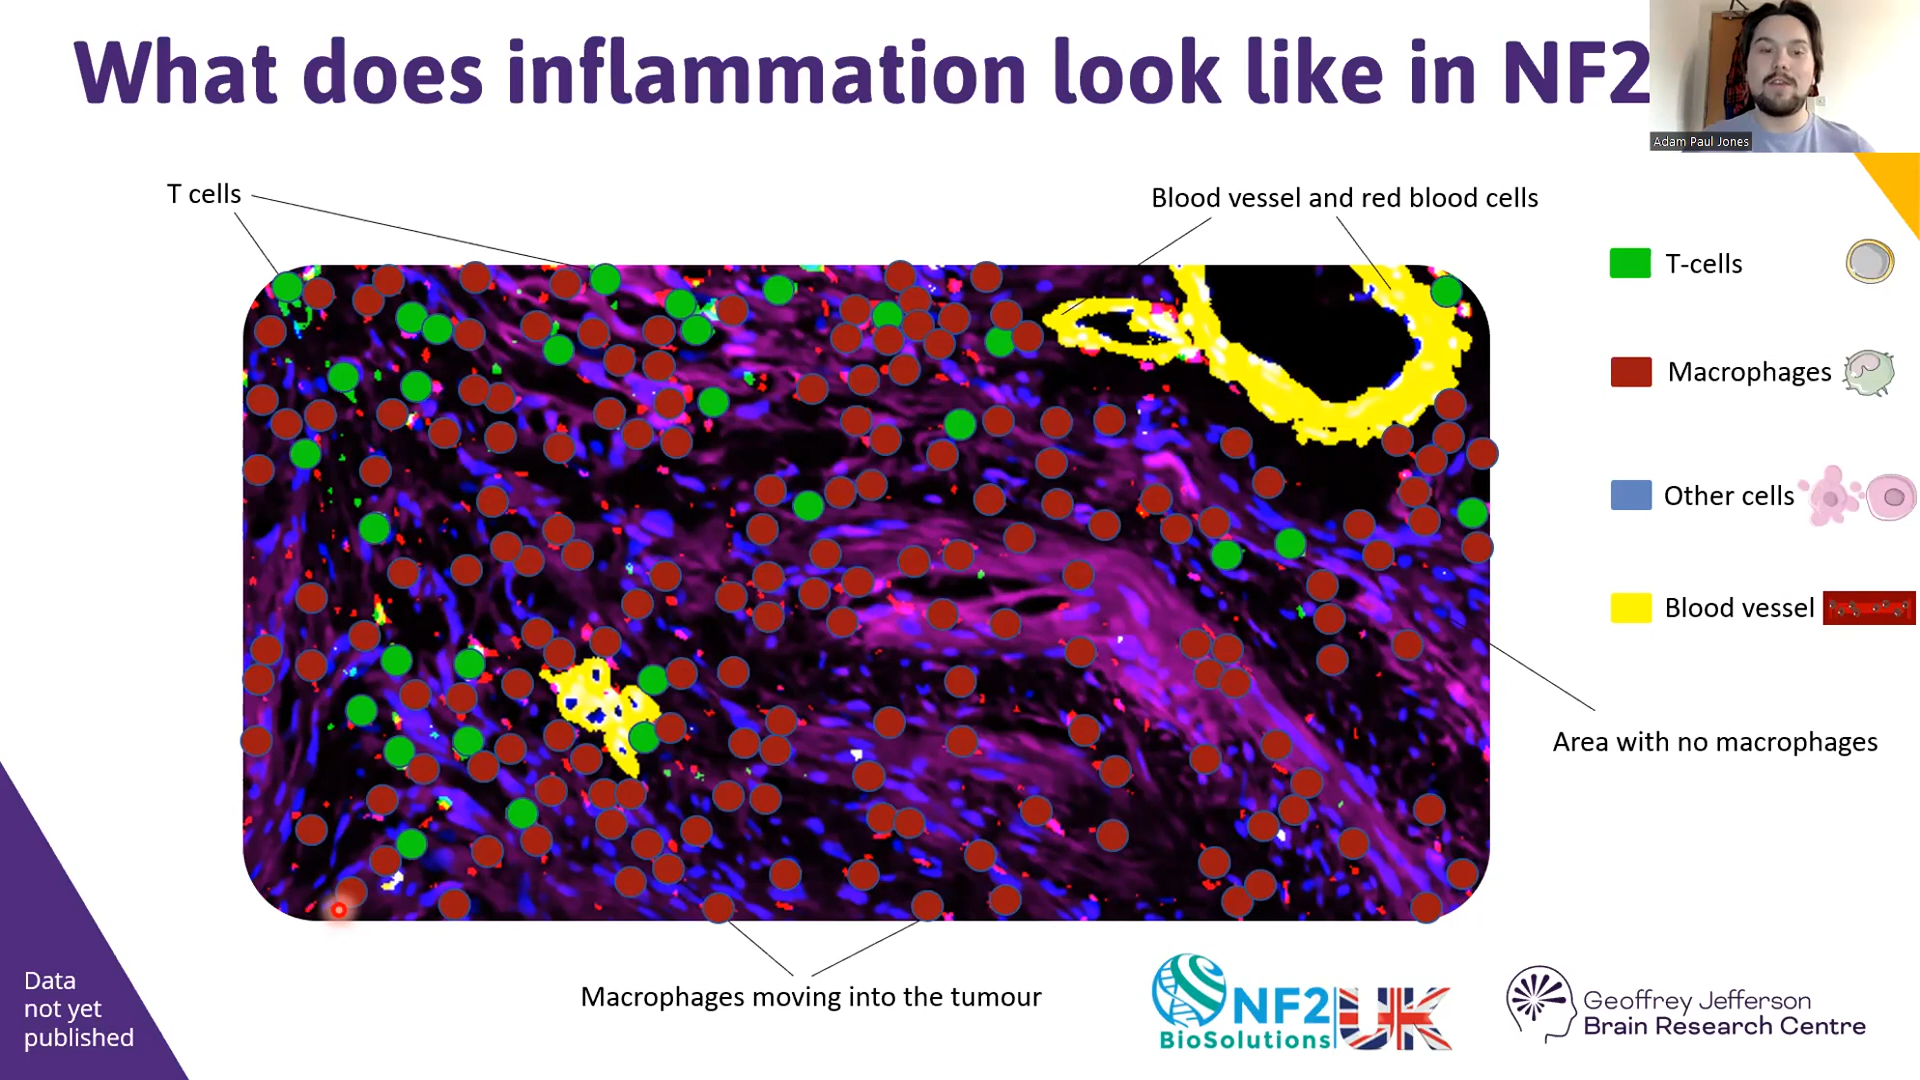 What does inflammation look like in NF2
Adam Paul Jones
T cells
Blood vessel and red blood cells
T-cells
Macrophages
Other cells
Blood vessel
Area with no macrophages
Macrophages moving into the tumour
Data
not yet
published
NF2 UK
BioSolutions
Geoffrey Jefferson
Brain Research Centre